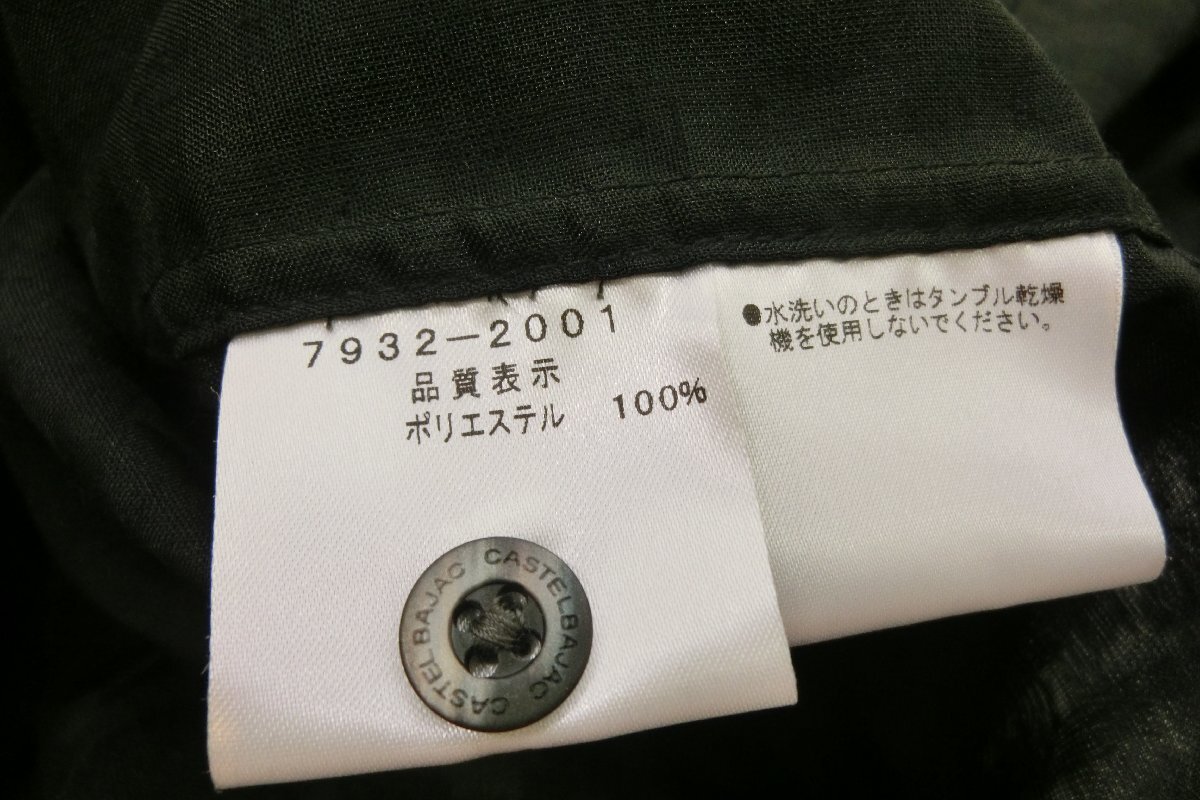 7932-2001
品質表示
ポリエステル 100%
●水洗いのときはタンブル乾燥
機を使用しないでください。
CASTELBAJAC CASTELBAJAC